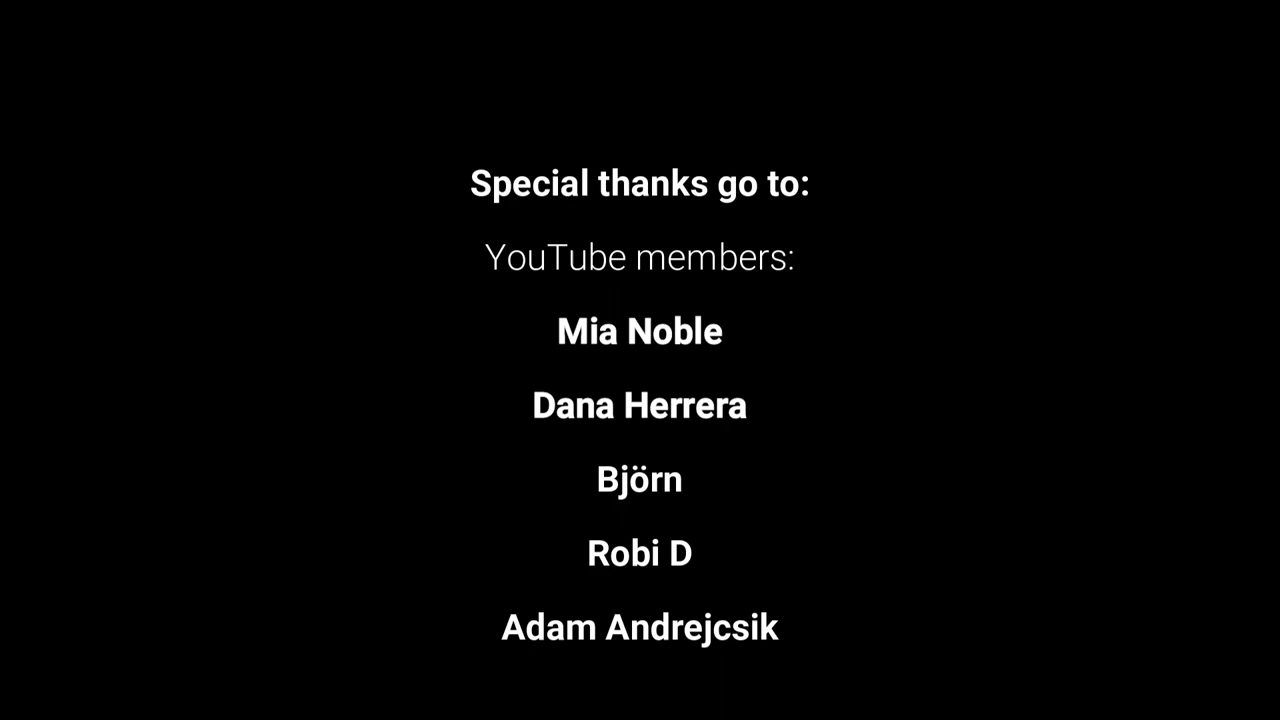 Special thanks go to:
YouTube members:
Mia Noble
Dana Herrera
Björn
Robi D
Adam Andrejcsik